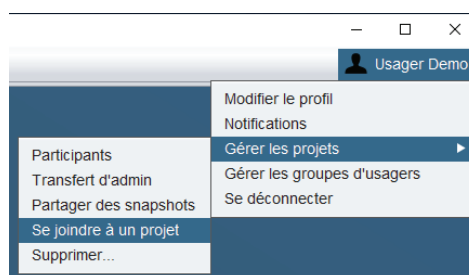 Usager Demo
Modifier le profil
Notifications
Gérer les projets
Gérer les groupes d'usagers
Se déconnecter
Participants
Transfert d'admin
Partager des snapshots
Se joindre à un projet
Supprimer...